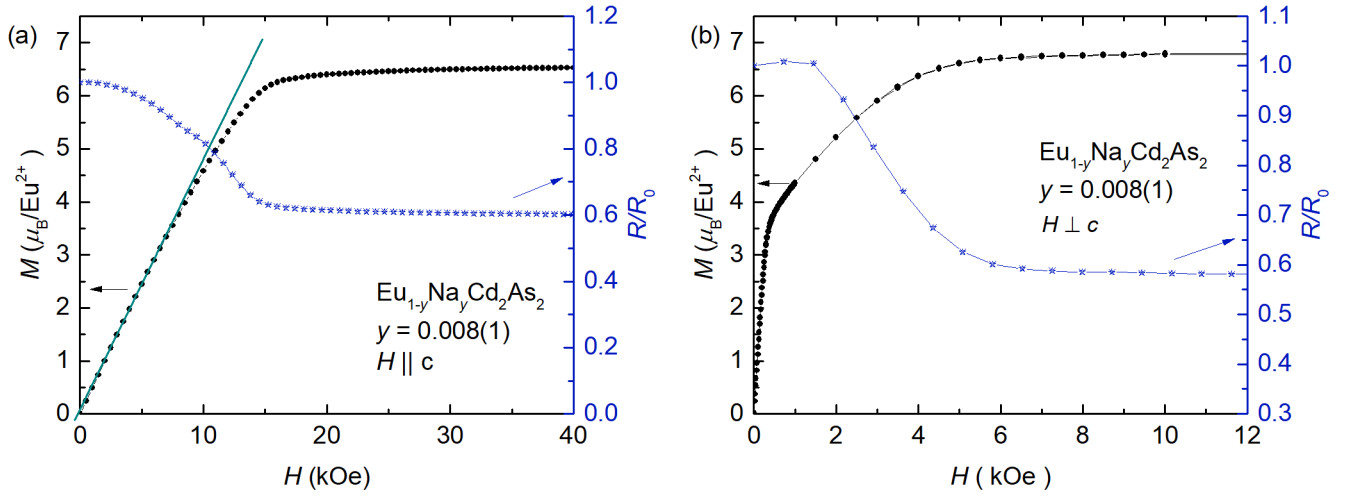 (a)
7
6
5
4
3
2
1
0
M (μB/Eu2+)
1.2
1.0
0.8
0.6
0.4
0.2
0.0
R/R0
Eu1-yNayCd2As2
y = 0.008(1)
H || c
0 10 20 30 40
H (kOe)
(b)
7
6
5
4
3
2
1
0
M (μB/Eu2+)
1.1
1.0
0.9
0.8
0.7
0.6
0.5
0.4
0.3
R/R0
Eu1-yNayCd2As2
y = 0.008(1)
H ⊥ c
0 2 4 6 8 10 12
H ( kOe )